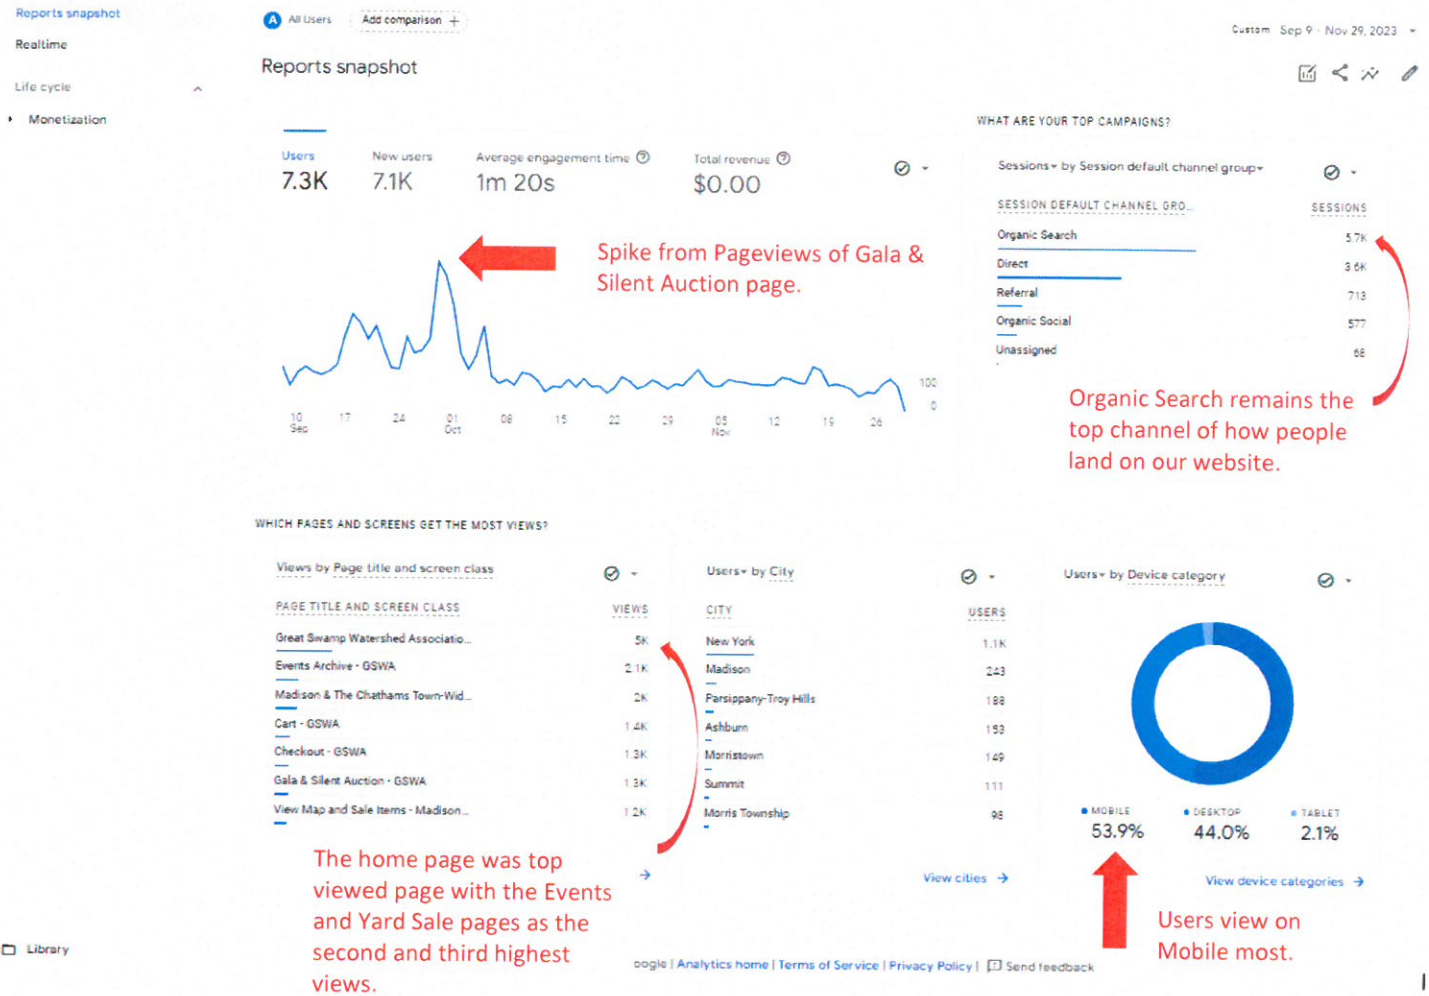 Reports snapshot
Realtime
Life cycle
Monetization
Library
A All Users Add comparison +
Custom Sep 9 - Nov 29, 2023
Reports snapshot
Users
7.3K
New users
7.1K
Average engagement time
1m 20s
Total revenue
$0.00
Spike from Pageviews of Gala &
Silent Auction page.
100
0
10 17 24 01 08 15 22 29 05 12 19 26
Sep Oct Nov
WHAT ARE YOUR TOP CAMPAIGNS?
Sessions by Session default channel group
SESSION DEFAULT CHANNEL GRO... SESSIONS
Organic Search 5.7K
Direct 3.6K
Referral 713
Organic Social 577
Unassigned 68
Organic Search remains the
top channel of how people
land on our website.
WHICH PAGES AND SCREENS GET THE MOST VIEWS?
Views by Page title and screen class
PAGE TITLE AND SCREEN CLASS VIEWS
Great Swamp Watershed Associatio... 5K
Events Archive - GSWA 2.1K
Madison & The Chathams Town-Wid... 2K
Cart - GSWA 1.4K
Checkout - GSWA 1.3K
Gala & Silent Auction - GSWA 1.3K
View Map and Sale Items - Madison... 1.2K
The home page was top
viewed page with the Events
and Yard Sale pages as the
second and third highest
views.
Users by City
CITY USERS
New York 1.1K
Madison 243
Parsippany-Troy Hills 188
Ashburn 153
Morristown 149
Summit 111
Morris Township 98
View cities
Users by Device category
MOBILE
53.9%
DESKTOP
44.0%
TABLET
2.1%
View device categories
Users view on
Mobile most.
oogle | Analytics home | Terms of Service | Privacy Policy | Send feedback